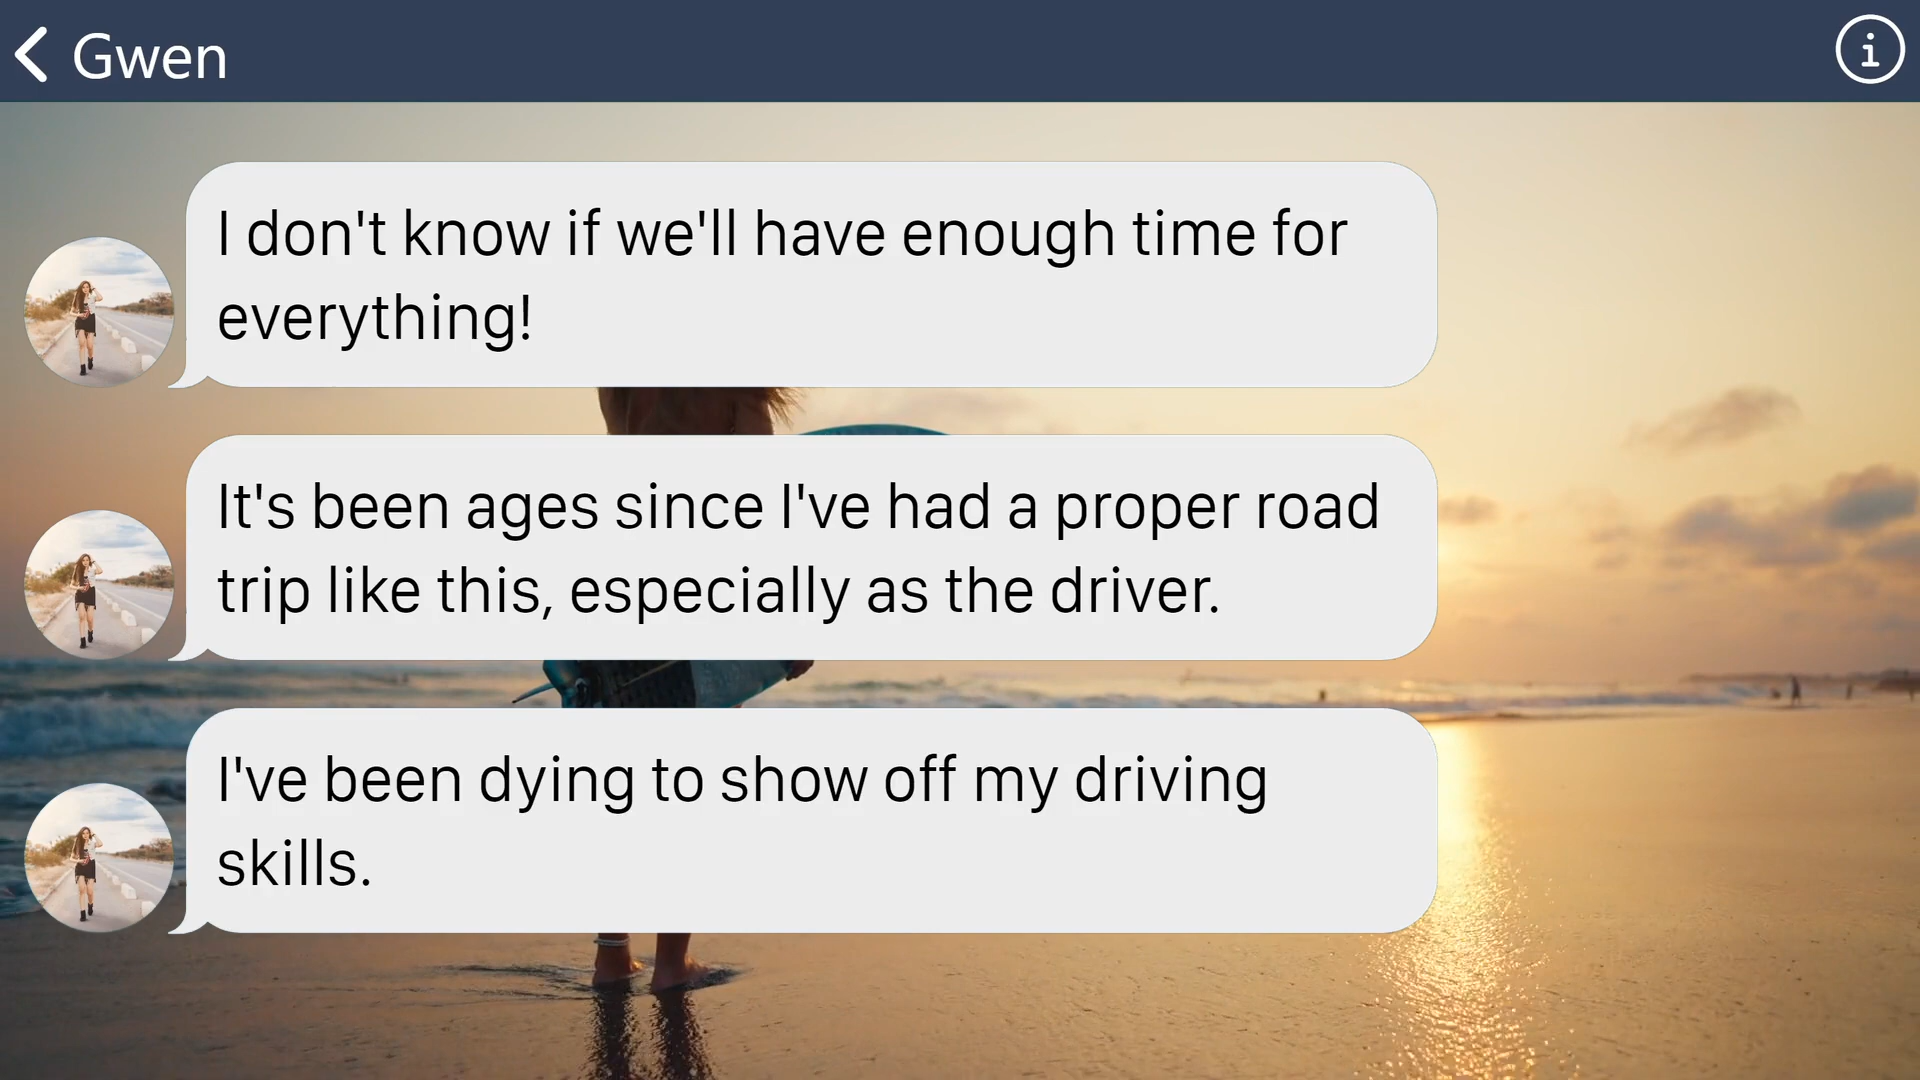 Gwen
I don't know if we'll have enough time for
everything!
It's been ages since I've had a proper road
trip like this, especially as the driver.
I've been dying to show off my driving
skills.